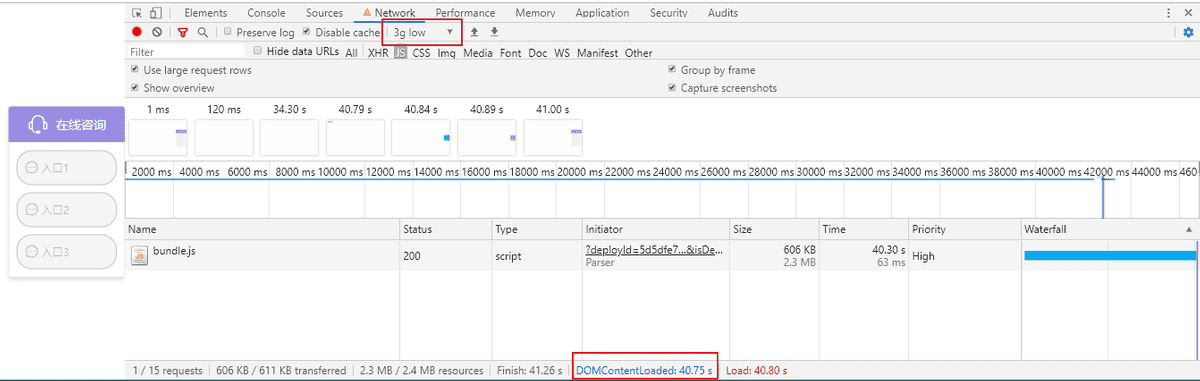 Elements Console Sources Network Performance Memory Application Security Audits
Preserve log Disable cache 3g low
Filter Hide data URLs All XHR JS CSS Img Media Font Doc WS Manifest Other
Use large request rows Group by frame
Show overview Capture screenshots
1 ms 120 ms 34.30 s 40.79 s 40.84 s 40.89 s 41.00 s
在线咨询
入口1
入口2
入口3
2000 ms 4000 ms 6000 ms 8000 ms 10000 ms 12000 ms 14000 ms 16000 ms 18000 ms 20000 ms 22000 ms 24000 ms 26000 ms 28000 ms 30000 ms 32000 ms 34000 ms 36000 ms 38000 ms 40000 ms 42000 ms 44000 ms 460
Name Status Type Initiator Size Time Priority Waterfall
bundle.js 200 script ?deployId=5d5dfe7...&isDe... 606 KB 40.30 s High
Parser 2.3 MB 63 ms
1 / 15 requests 606 KB / 611 KB transferred 2.3 MB / 2.4 MB resources Finish: 41.26 s DOMContentLoaded: 40.75 s Load: 40.80 s